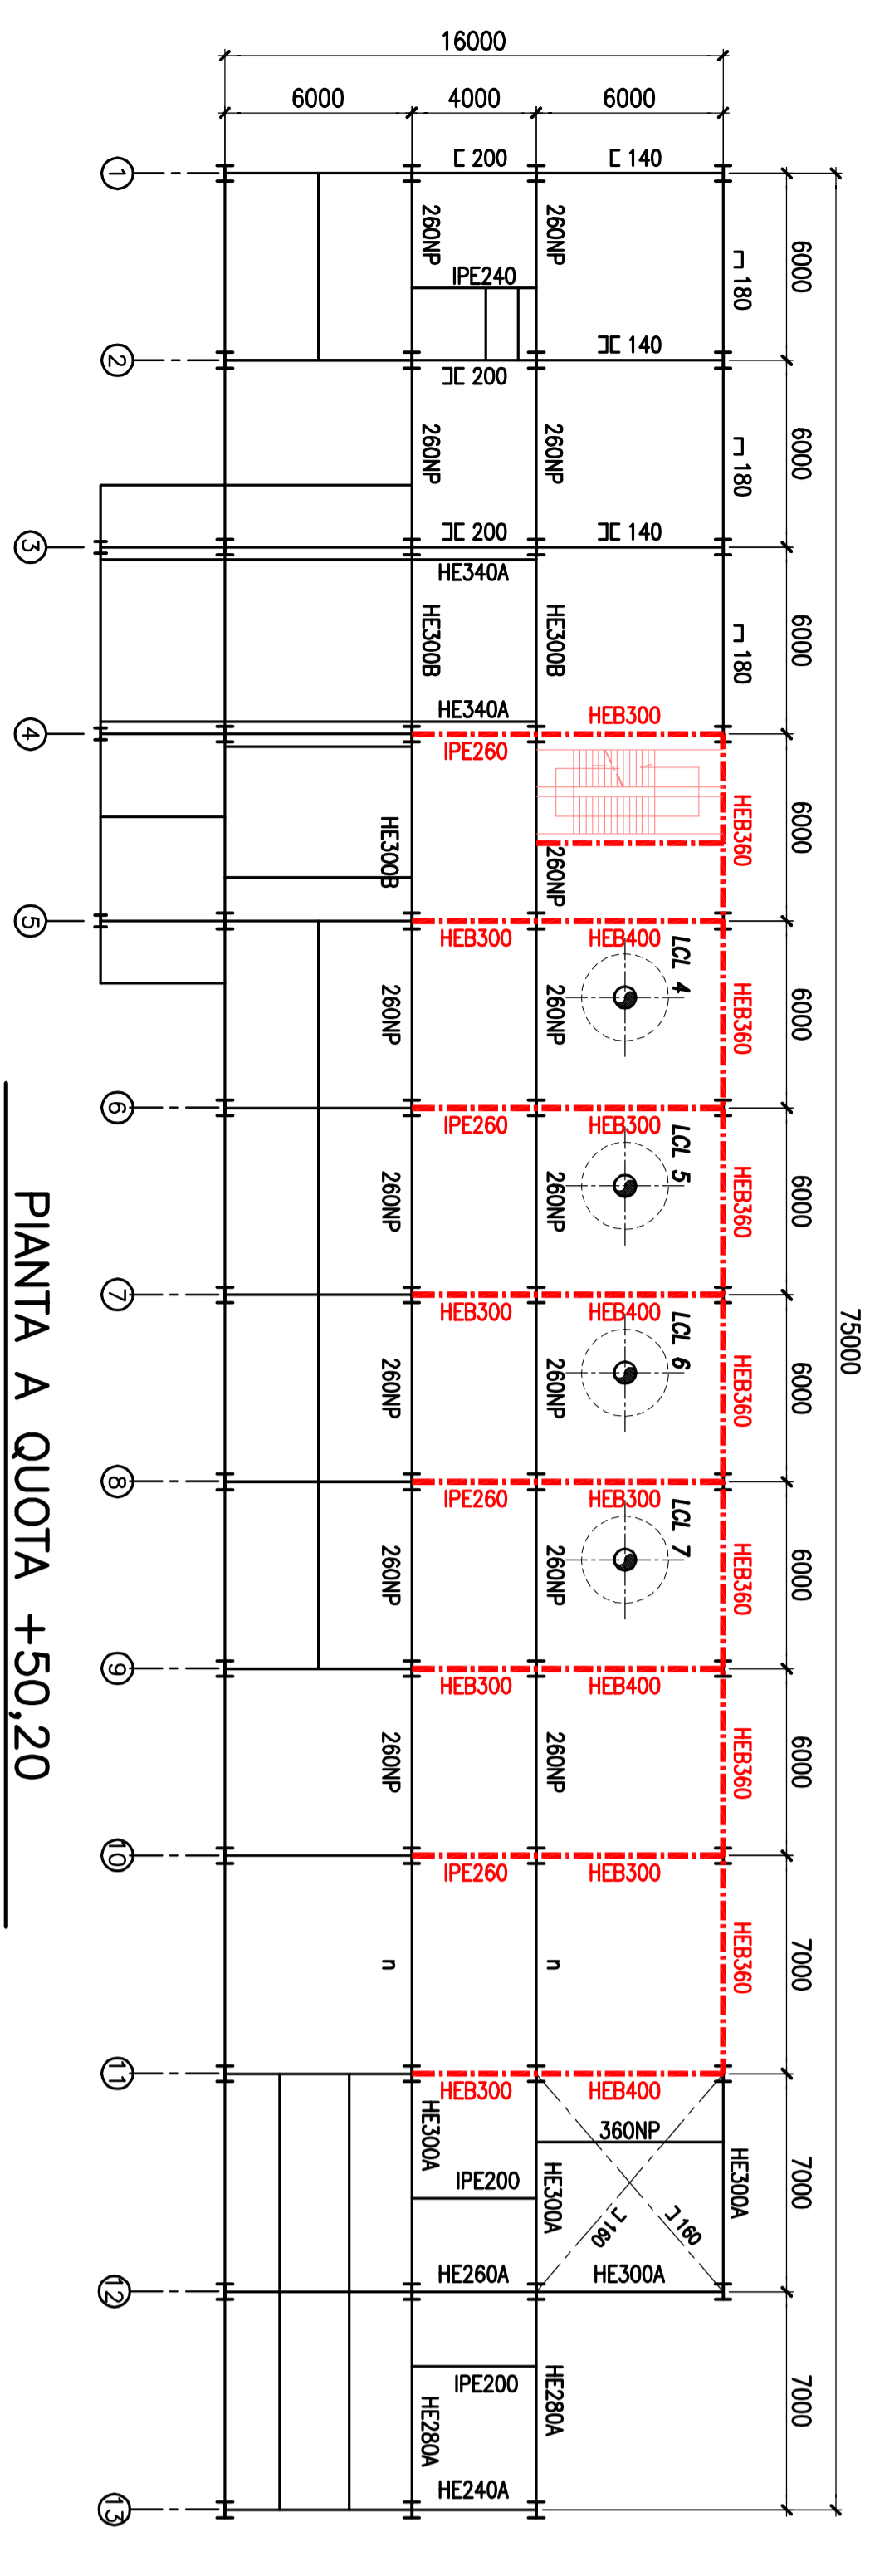 16000
6000
4000
6000
1
⊏ 200
⊏ 140
6000
75000
260NP
260NP
⊏ 180
IPE240
2
⊐⊏ 200
⊐⊏ 140
6000
260NP
260NP
⊏ 180
3
⊐⊏ 200
⊐⊏ 140
HE340A
6000
HE300B
HE300B
⊏ 180
HE340A
HEB300
4
IPE260
6000
HEB360
HE300B
260NP
5
HEB300
HEB400
LCL 4
6000
260NP
260NP
HEB360
6
IPE260
HEB300
LCL 5
6000
260NP
260NP
HEB360
7
HEB300
HEB400
LCL 6
6000
260NP
260NP
HEB360
8
IPE260
HEB300
LCL 7
6000
260NP
260NP
HEB360
9
HEB300
HEB400
6000
260NP
260NP
HEB360
10
IPE260
HEB300
7000
n
n
HEB360
11
HEB300
HEB400
360NP
7000
HE300A
HE300A
HE300A
IPE200
⊐160
⊐160
HE260A
HE300A
12
7000
IPE200
HE280A
HE280A
HE240A
13
PIANTA A QUOTA +50,20